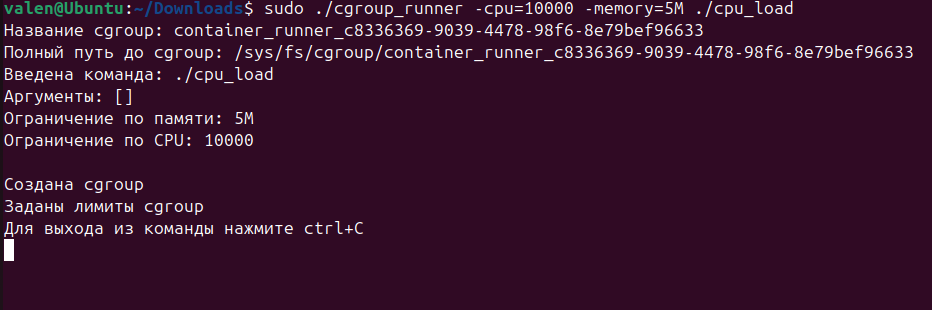 valen@Ubuntu:~/Downloads$ sudo ./cgroup_runner -cpu=10000 -memory=5M ./cpu_load
Название cgroup: container_runner_c8336369-9039-4478-98f6-8e79bef96633
Полный путь до cgroup: /sys/fs/cgroup/container_runner_c8336369-9039-4478-98f6-8e79bef96633
Введена команда: ./cpu_load
Аргументы: []
Ограничение по памяти: 5M
Ограничение по CPU: 10000
Создана cgroup
Заданы лимиты cgroup
Для выхода из команды нажмите ctrl+C